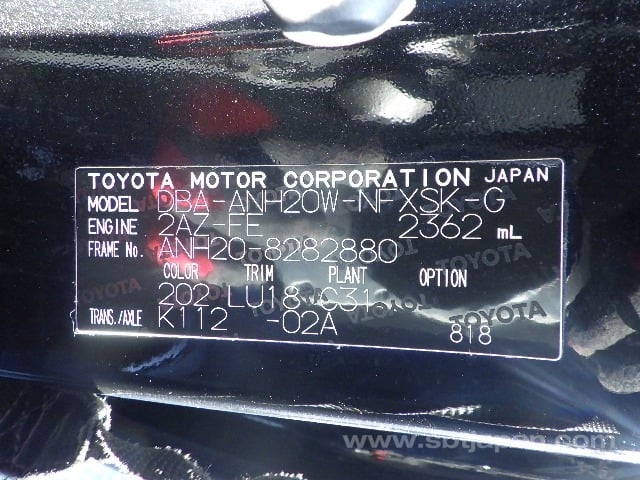 TOYOTA MOTOR CORPORATION JAPAN
MODEL DBA-ANH20W-NFXSK-G
ENGINE 2AZ-FE 2362 mL
FRAME No. ANH20-8282880
COLOR TRIM PLANT OPTION
202 LU18 C31
TRANS./AXLE K112 -02A 818
www.sbtjapan.com